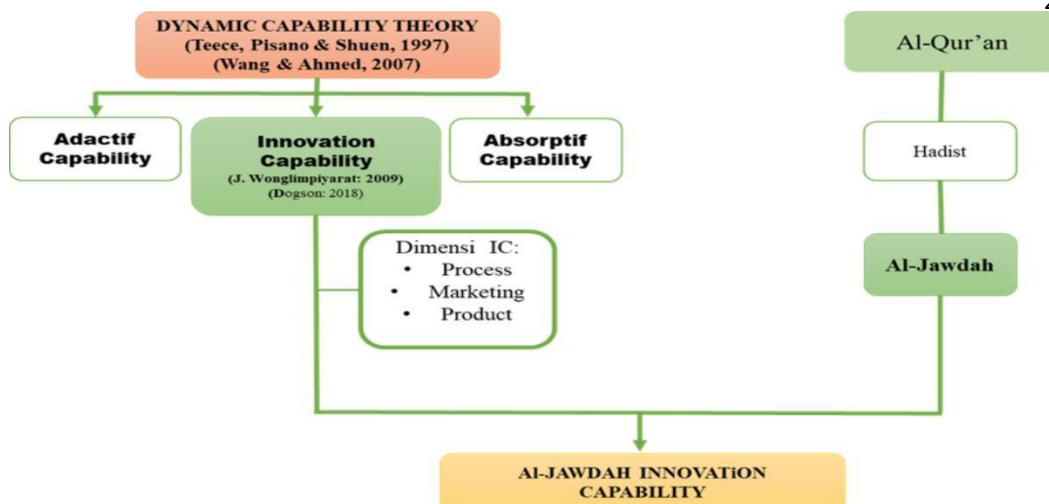 DYNAMIC CAPABILITY THEORY
(Teece, Pisano & Shuen, 1997)
(Wang & Ahmed, 2007)
Al-Qur’an
Adactif
Capability
Innovation
Capability
(J. Wonglimpiyarat: 2009)
(Dogson: 2018)
Absorptif
Capability
Hadist
Dimensi IC:
• Process
• Marketing
• Product
Al-Jawdah
Al-JAWDAH INNOVATiON
CAPABILITY